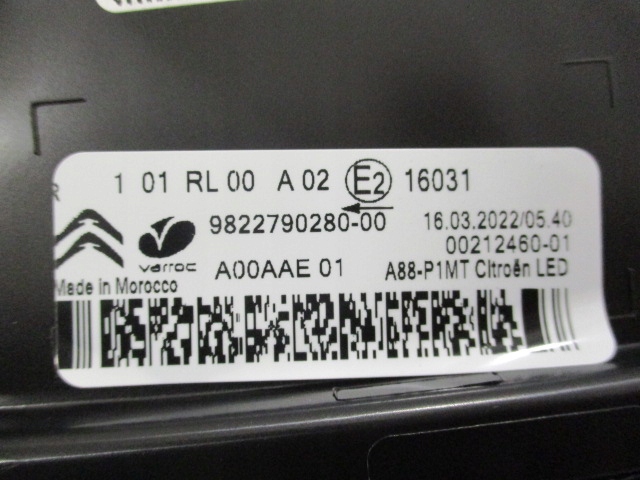 R 1 01 RL 00 A 02 E2 16031
9822790280-00 16.03.2022/05.40
00212460-01
varroc
A00AAE 01 A88-P1MT Citroën LED
Made in Morocco